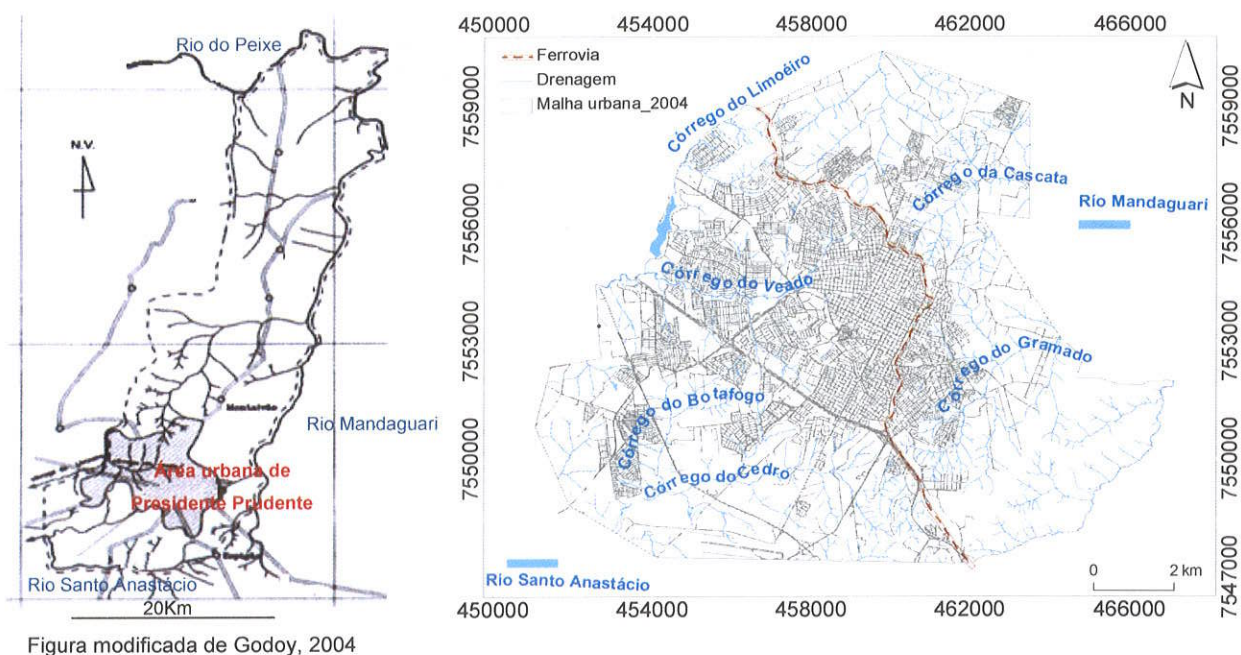 Rio do Peixe
N.V.
Montalvão
Rio Mandaguari
Área urbana de
Presidente Prudente
Rio Santo Anastácio
20Km
Figura modificada de Godoy, 2004
450000 454000 458000 462000 466000
7559000
7556000
7553000
7550000
7547000
Ferrovia
Drenagem
Malha urbana_2004
N
Córrego do Limoéiro
Córrego da Cascata
Río Mandaguari
Córrego do Veado
Córrego do Gramado
Córrego do Botafogo
Córrego do Cedro
Rio Santo Anastácio
0 2 km
7559000
7556000
7553000
7550000
7547000
450000 454000 458000 462000 466000